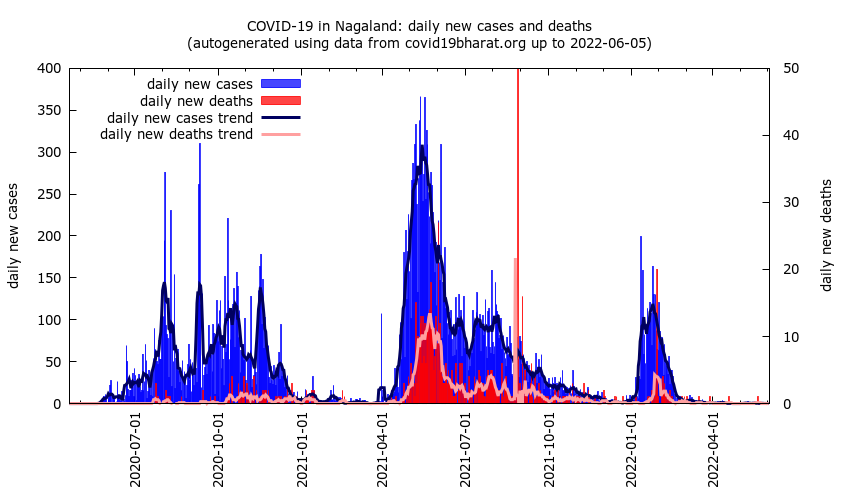 COVID-19 in Nagaland: daily new cases and deaths
(autogenerated using data from covid19bharat.org up to 2022-06-05)
daily new cases
daily new deaths
daily new cases trend
daily new deaths trend
400
350
300
250
200
150
100
50
0
daily new cases
50
40
30
20
10
0
daily new deaths
2020-07-01
2020-10-01
2021-01-01
2021-04-01
2021-07-01
2021-10-01
2022-01-01
2022-04-01